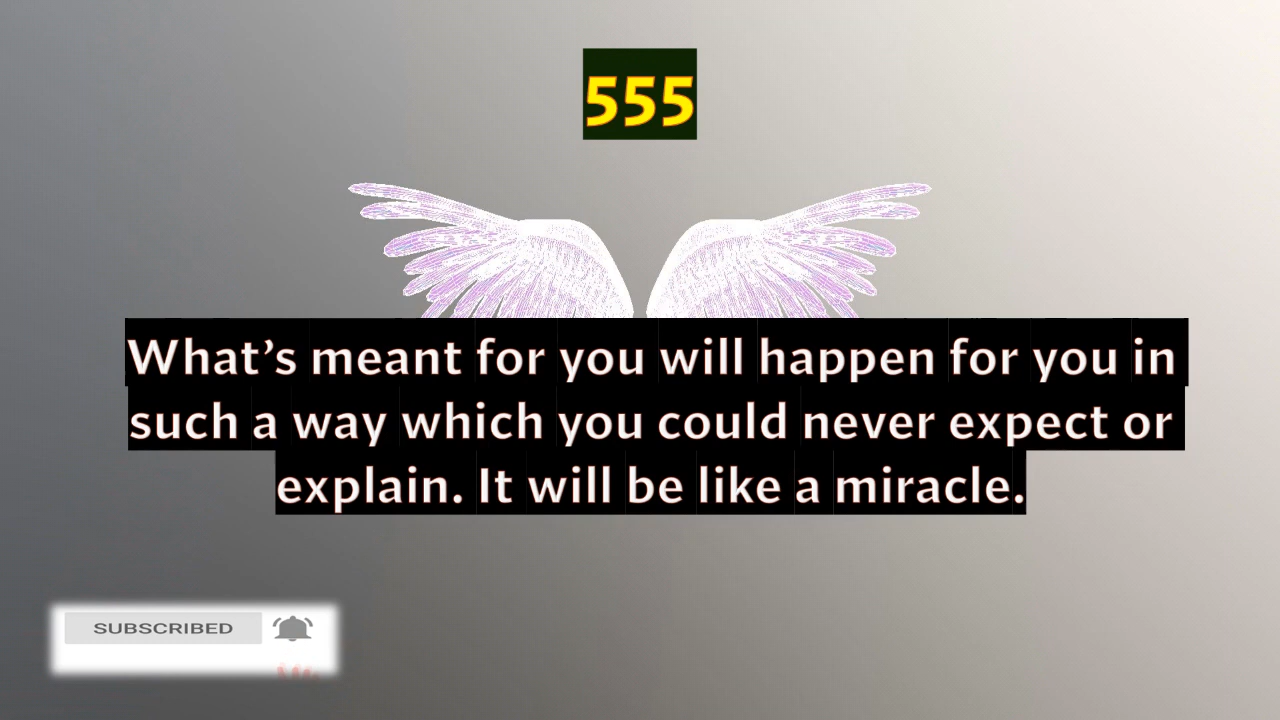 555
What’s meant for you will happen for you in
such a way which you could never expect or
explain. It will be like a miracle.
SUBSCRIBED